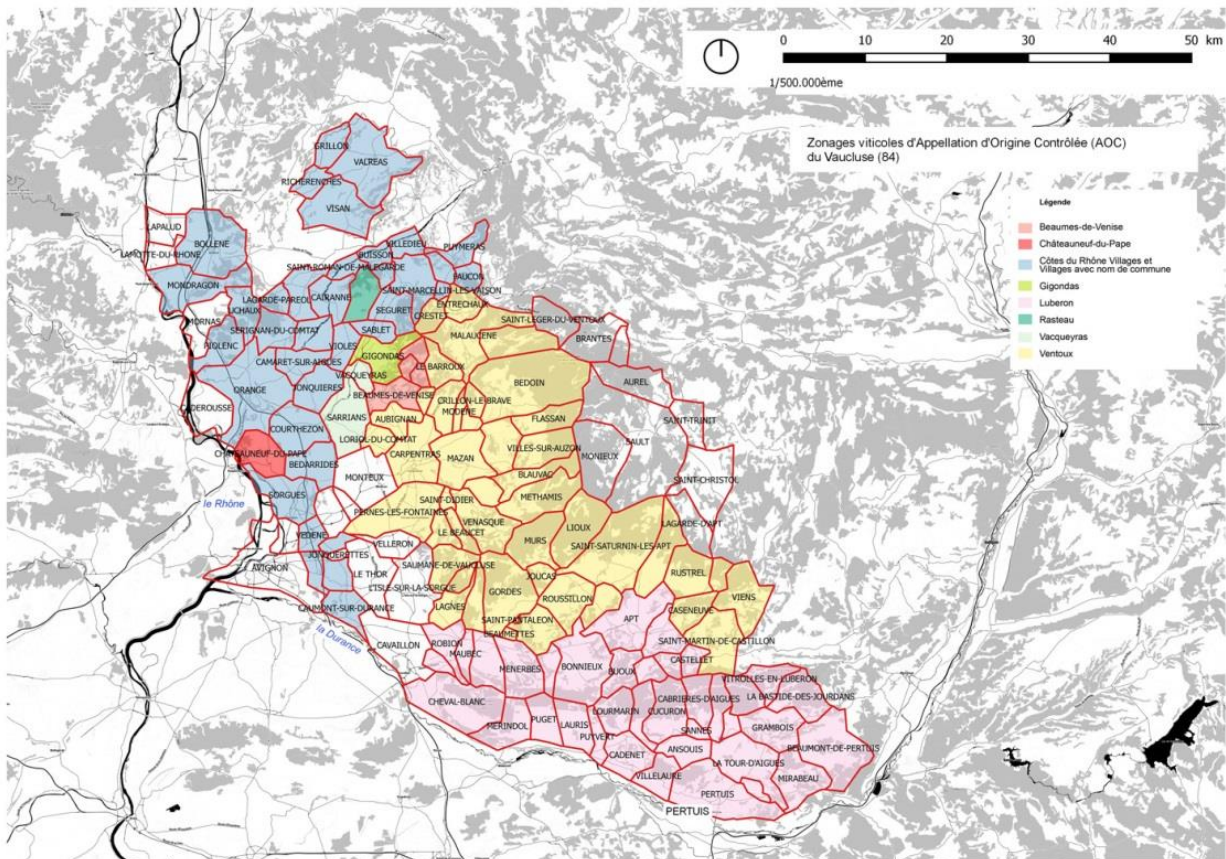 0 10 20 30 40 50 km
1/500.000ème
Zonages viticoles d'Appellation d'Origine Contrôlée (AOC)
du Vaucluse (84)
Légende
Beaumes-de-Venise
Châteauneuf-du-Pape
Côtes du Rhône Villages et
Villages avec nom de commune
Gigondas
Luberon
Rasteau
Vacqueyras
Ventoux
GRILLON
VALREAS
RICHERENCHES
VISAN
LAPALUD
BOLLENE
LAMOTTE-DU-RHONE
VILLEDIEU
PUYMERAS
BUISSON
SAINT-ROMAN-DE-MALEGARDE
FAUCON
MONDRAGON
SAINT-MARCELLIN-LES-VAISON
LAGARDE-PAREOL
CAIRANNE
UCHAUX
SEGURET
ENTRECHAUX
CRESTET
MORNAS
SERIGNAN-DU-COMTAT
SABLET
SAINT-LEGER-DU-VENTOUX
MALAUCENE
BRANTES
PIOLENC
VIOLES
GIGONDAS
CAMARET-SUR-AIGUES
LE BARROUX
VACQUEYRAS
BEDOIN
AUREL
ORANGE
JONQUIERES
BEAUMES-DE-VENISE
CRILLON-LE-BRAVE
CADEROUSSE
MODENE
SARRIANS
AUBIGNAN
FLASSAN
SAINT-TRINIT
COURTHEZON
LORIOL-DU-COMTAT
SAULT
CHATEAUNEUF-DU-PAPE
CARPENTRAS
MAZAN
VILLES-SUR-AUZON
MONIEUX
BEDARRIDES
MONTEUX
BLAUVAC
SAINT-CHRISTOL
SORGUES
SAINT-DIDIER
METHAMIS
le Rhône
PERNES-LES-FONTAINES
VENASQUE
LIOUX
LAGARDE-D'APT
VEDENE
LE BEAUCET
MURS
VELLERON
SAINT-SATURNIN-LES-APT
JONQUERETTES
AVIGNON
LE THOR
SAUMANE-DE-VAUCLUSE
RUSTREL
JOUCAS
L'ISLE-SUR-LA-SORGUE
GORDES
ROUSSILLON
VIENS
CAUMONT-SUR-DURANCE
LAGNES
CASENEUVE
SAINT-PANTALEON
APT
la Durance
BEAUMETTES
CAVAILLON
ROBION
SAINT-MARTIN-DE-CASTILLON
MAUBEC
MENERBES
BONNIEUX
BUOUX
CASTELLET
VITROLLES-EN-LUBERON
CHEVAL-BLANC
CABRIERES-D'AIGUES
LA BASTIDE-DES-JOURDANS
LOURMARIN
CUCURON
MERINDOL
PUGET
LAURIS
SANNES
GRAMBOIS
PUYVERT
CADENET
ANSOUIS
BEAUMONT-DE-PERTUIS
LA TOUR-D'AIGUES
VILLELAURE
MIRABEAU
PERTUIS
PERTUIS